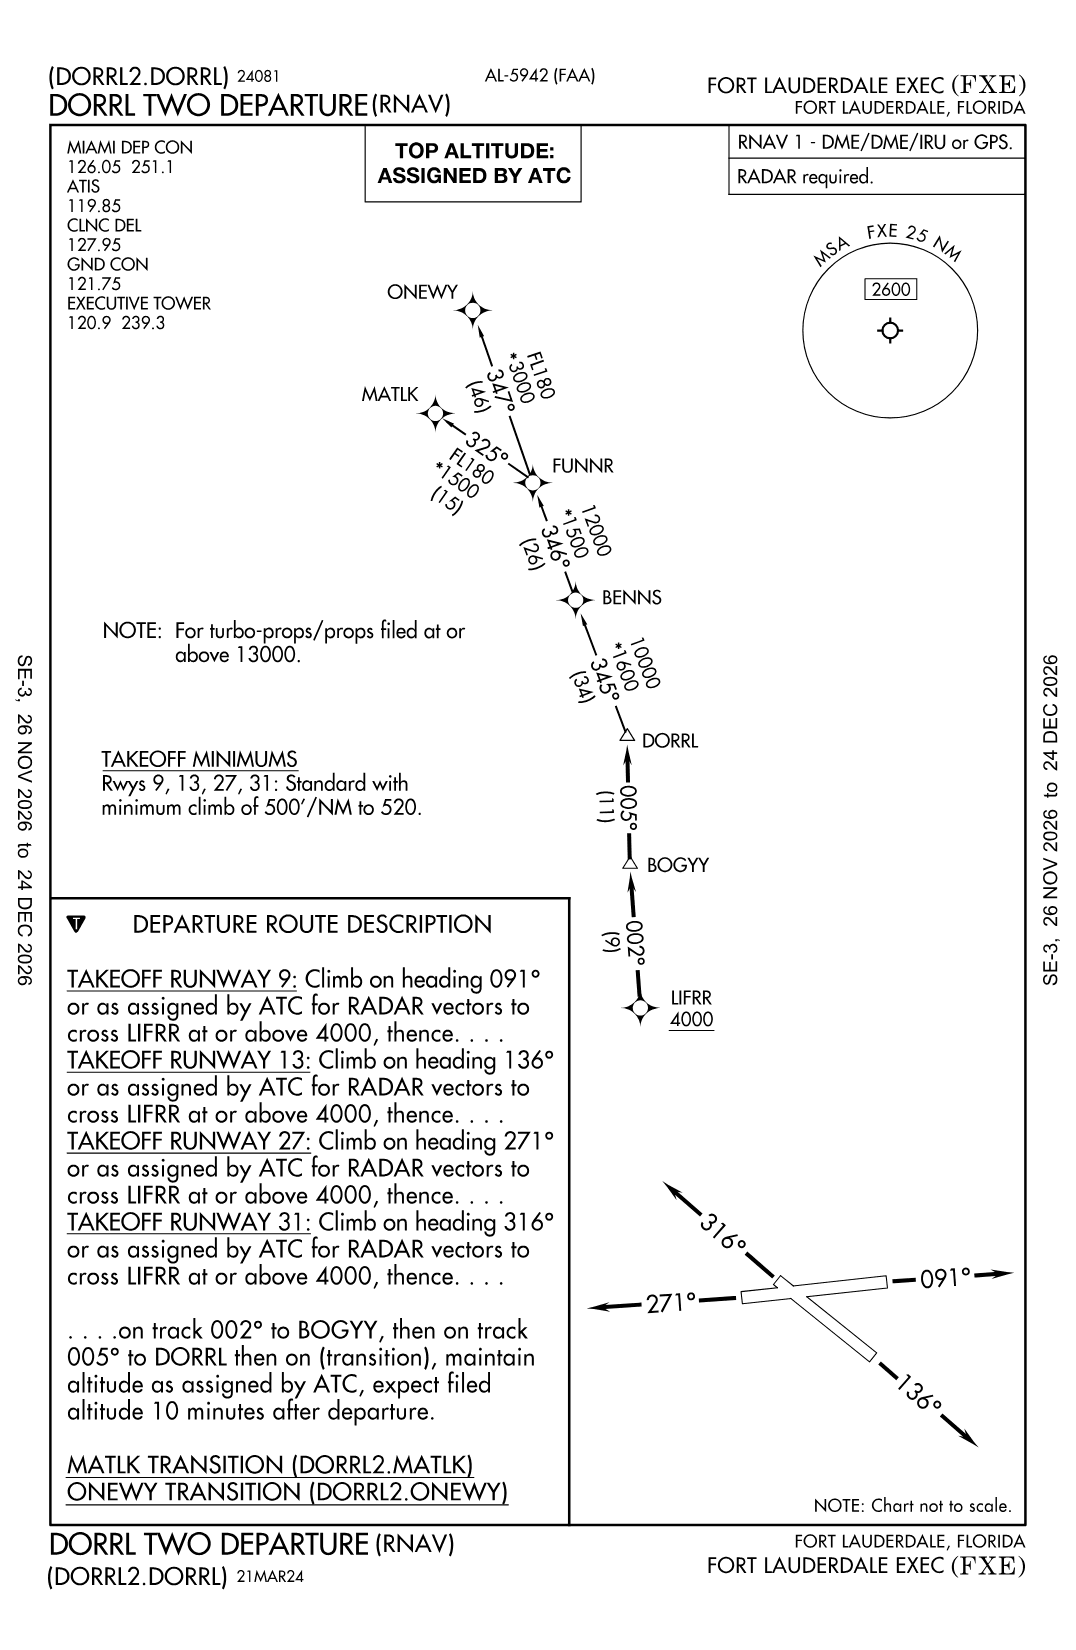 (DORRL2.DORRL) 24081
AL-5942 (FAA)
FORT LAUDERDALE EXEC (FXE)
DORRL TWO DEPARTURE (RNAV)
FORT LAUDERDALE, FLORIDA
MIAMI DEP CON
126.05 251.1
ATIS
119.85
CLNC DEL
127.95
GND CON
121.75
EXECUTIVE TOWER
120.9 239.3
TOP ALTITUDE:
ASSIGNED BY ATC
RNAV 1 - DME/DME/IRU or GPS.
RADAR required.
MSA FXE 25 NM
2600
ONEWY
FL180
*3000
347°
(46)
MATLK
325°
FL180
*1500
(15)
FUNNR
12000
*1500
346°
(26)
BENNS
10000
*1600
345°
(34)
DORRL
005°
(11)
BOGYY
002°
(9)
LIFRR
4000
NOTE: For turbo-props/props filed at or
above 13000.
TAKEOFF MINIMUMS
Rwys 9, 13, 27, 31: Standard with
minimum climb of 500'/NM to 520.
SE-3, 26 NOV 2026 to 24 DEC 2026
SE-3, 26 NOV 2026 to 24 DEC 2026
T
DEPARTURE ROUTE DESCRIPTION
TAKEOFF RUNWAY 9: Climb on heading 091°
or as assigned by ATC for RADAR vectors to
cross LIFRR at or above 4000, thence. . . .
TAKEOFF RUNWAY 13: Climb on heading 136°
or as assigned by ATC for RADAR vectors to
cross LIFRR at or above 4000, thence. . . .
TAKEOFF RUNWAY 27: Climb on heading 271°
or as assigned by ATC for RADAR vectors to
cross LIFRR at or above 4000, thence. . . .
TAKEOFF RUNWAY 31: Climb on heading 316°
or as assigned by ATC for RADAR vectors to
cross LIFRR at or above 4000, thence. . . .
. . . .on track 002° to BOGYY, then on track
005° to DORRL then on (transition), maintain
altitude as assigned by ATC, expect filed
altitude 10 minutes after departure.
MATLK TRANSITION (DORRL2.MATLK)
ONEWY TRANSITION (DORRL2.ONEWY)
316°
091°
271°
136°
NOTE: Chart not to scale.
DORRL TWO DEPARTURE (RNAV)
FORT LAUDERDALE, FLORIDA
(DORRL2.DORRL) 21MAR24
FORT LAUDERDALE EXEC (FXE)